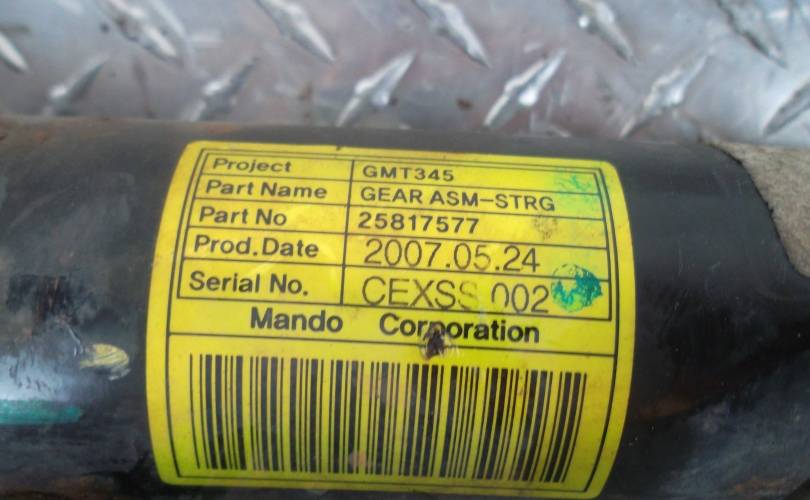 Project GMT345
Part Name GEAR ASM-STRG
Part No 25817577
Prod.Date 2007.05.24
Serial No. CEXSS 002
Mando Corporation